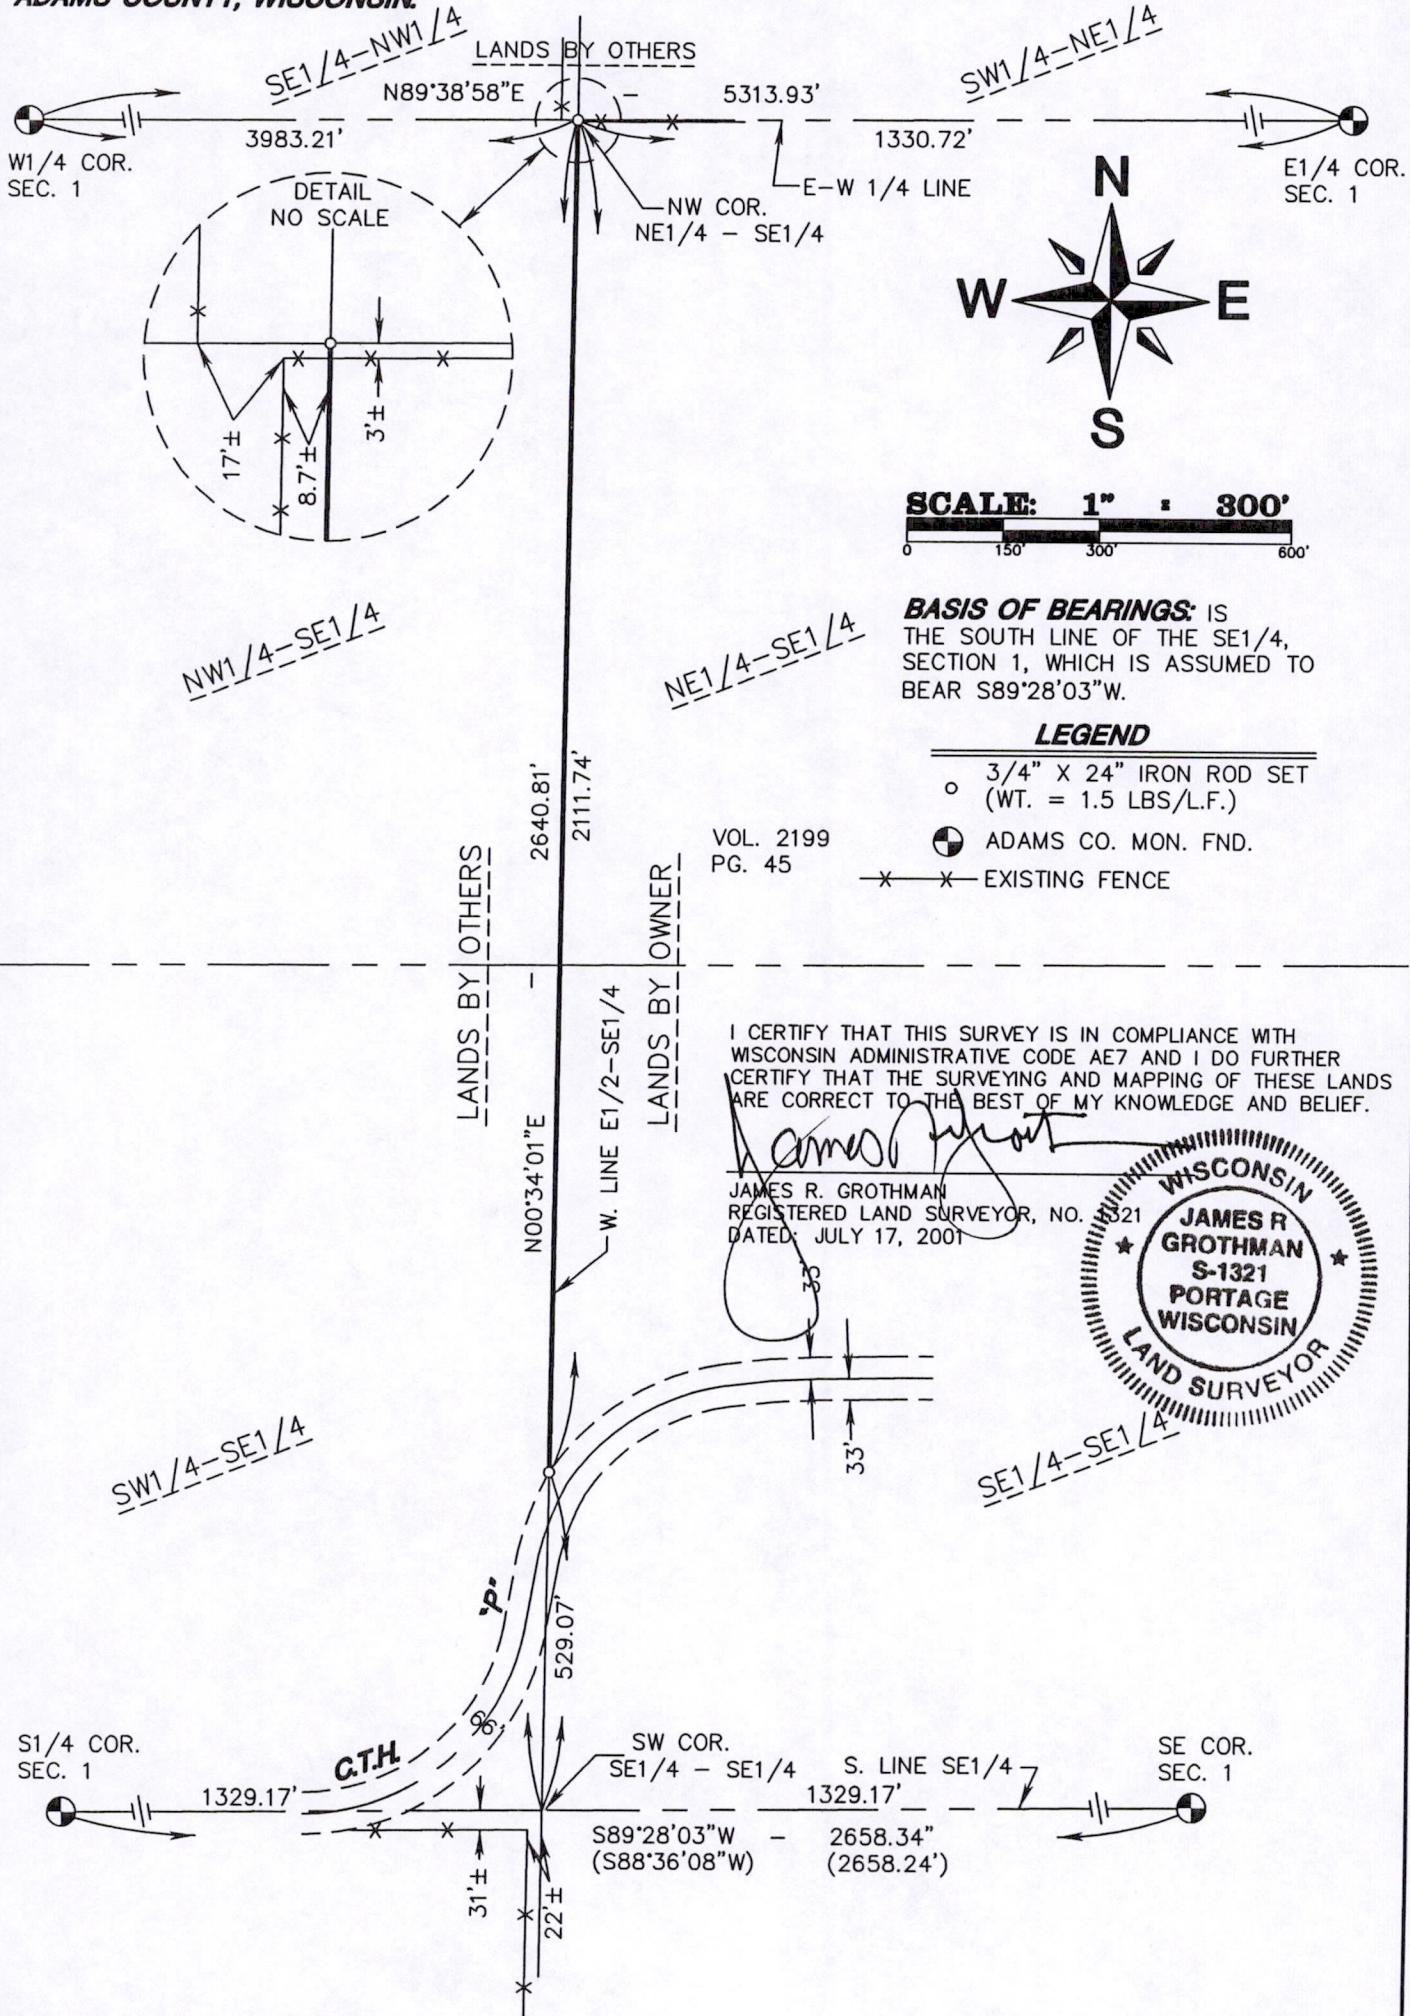 ADAMS COUNTY, WISCONSIN.
SE1/4-NW1/4
LANDS BY OTHERS
SW1/4-NE1/4
N89°38'58"E
-
5313.93'
3983.21'
1330.72'
W1/4 COR.
SEC. 1
E1/4 COR.
SEC. 1
E-W 1/4 LINE
NW COR.
NE1/4 - SE1/4
DETAIL
NO SCALE
17'±
8.7'±
3'±
N
W
E
S
SCALE: 1" = 300'
0 150' 300' 600'
BASIS OF BEARINGS: IS
THE SOUTH LINE OF THE SE1/4,
SECTION 1, WHICH IS ASSUMED TO
BEAR S89°28'03"W.
NW1/4-SE1/4
NE1/4-SE1/4
LEGEND
3/4" X 24" IRON ROD SET
(WT. = 1.5 LBS/L.F.)
ADAMS CO. MON. FND.
X X EXISTING FENCE
VOL. 2199
PG. 45
N00°34'01"E - 2640.81'
2111.74'
LANDS BY OTHERS
LANDS BY OWNER
W. LINE E1/2-SE1/4
I CERTIFY THAT THIS SURVEY IS IN COMPLIANCE WITH
WISCONSIN ADMINISTRATIVE CODE AE7 AND I DO FURTHER
CERTIFY THAT THE SURVEYING AND MAPPING OF THESE LANDS
ARE CORRECT TO THE BEST OF MY KNOWLEDGE AND BELIEF.
JAMES R. GROTHMAN
REGISTERED LAND SURVEYOR, NO. 1321
DATED: JULY 17, 2001
WISCONSIN
JAMES R
GROTHMAN
S-1321
PORTAGE
WISCONSIN
LAND SURVEYOR
33'
33'
SW1/4-SE1/4
SE1/4-SE1/4
"P"
529.07'
66'
C.T.H.
S1/4 COR.
SEC. 1
1329.17'
SW COR.
SE1/4 - SE1/4
S. LINE SE1/4
1329.17'
SE COR.
SEC. 1
S89°28'03"W - 2658.34"
(S88°36'08"W) (2658.24')
31'±
22'±